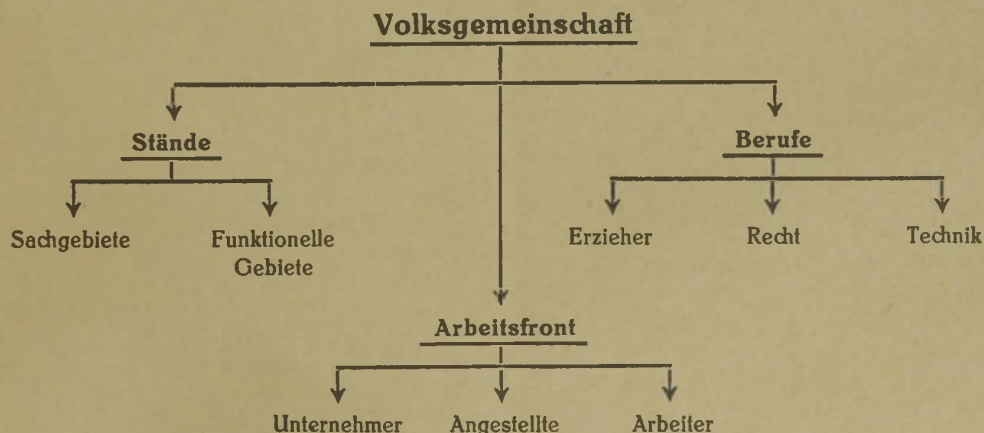 Volksgemeinschaft
Stände
Berufe
Sachgebiete
Funktionelle
Gebiete
Erzieher
Recht
Technik
Arbeitsfront
Unternehmer
Angestellte
Arbeiter